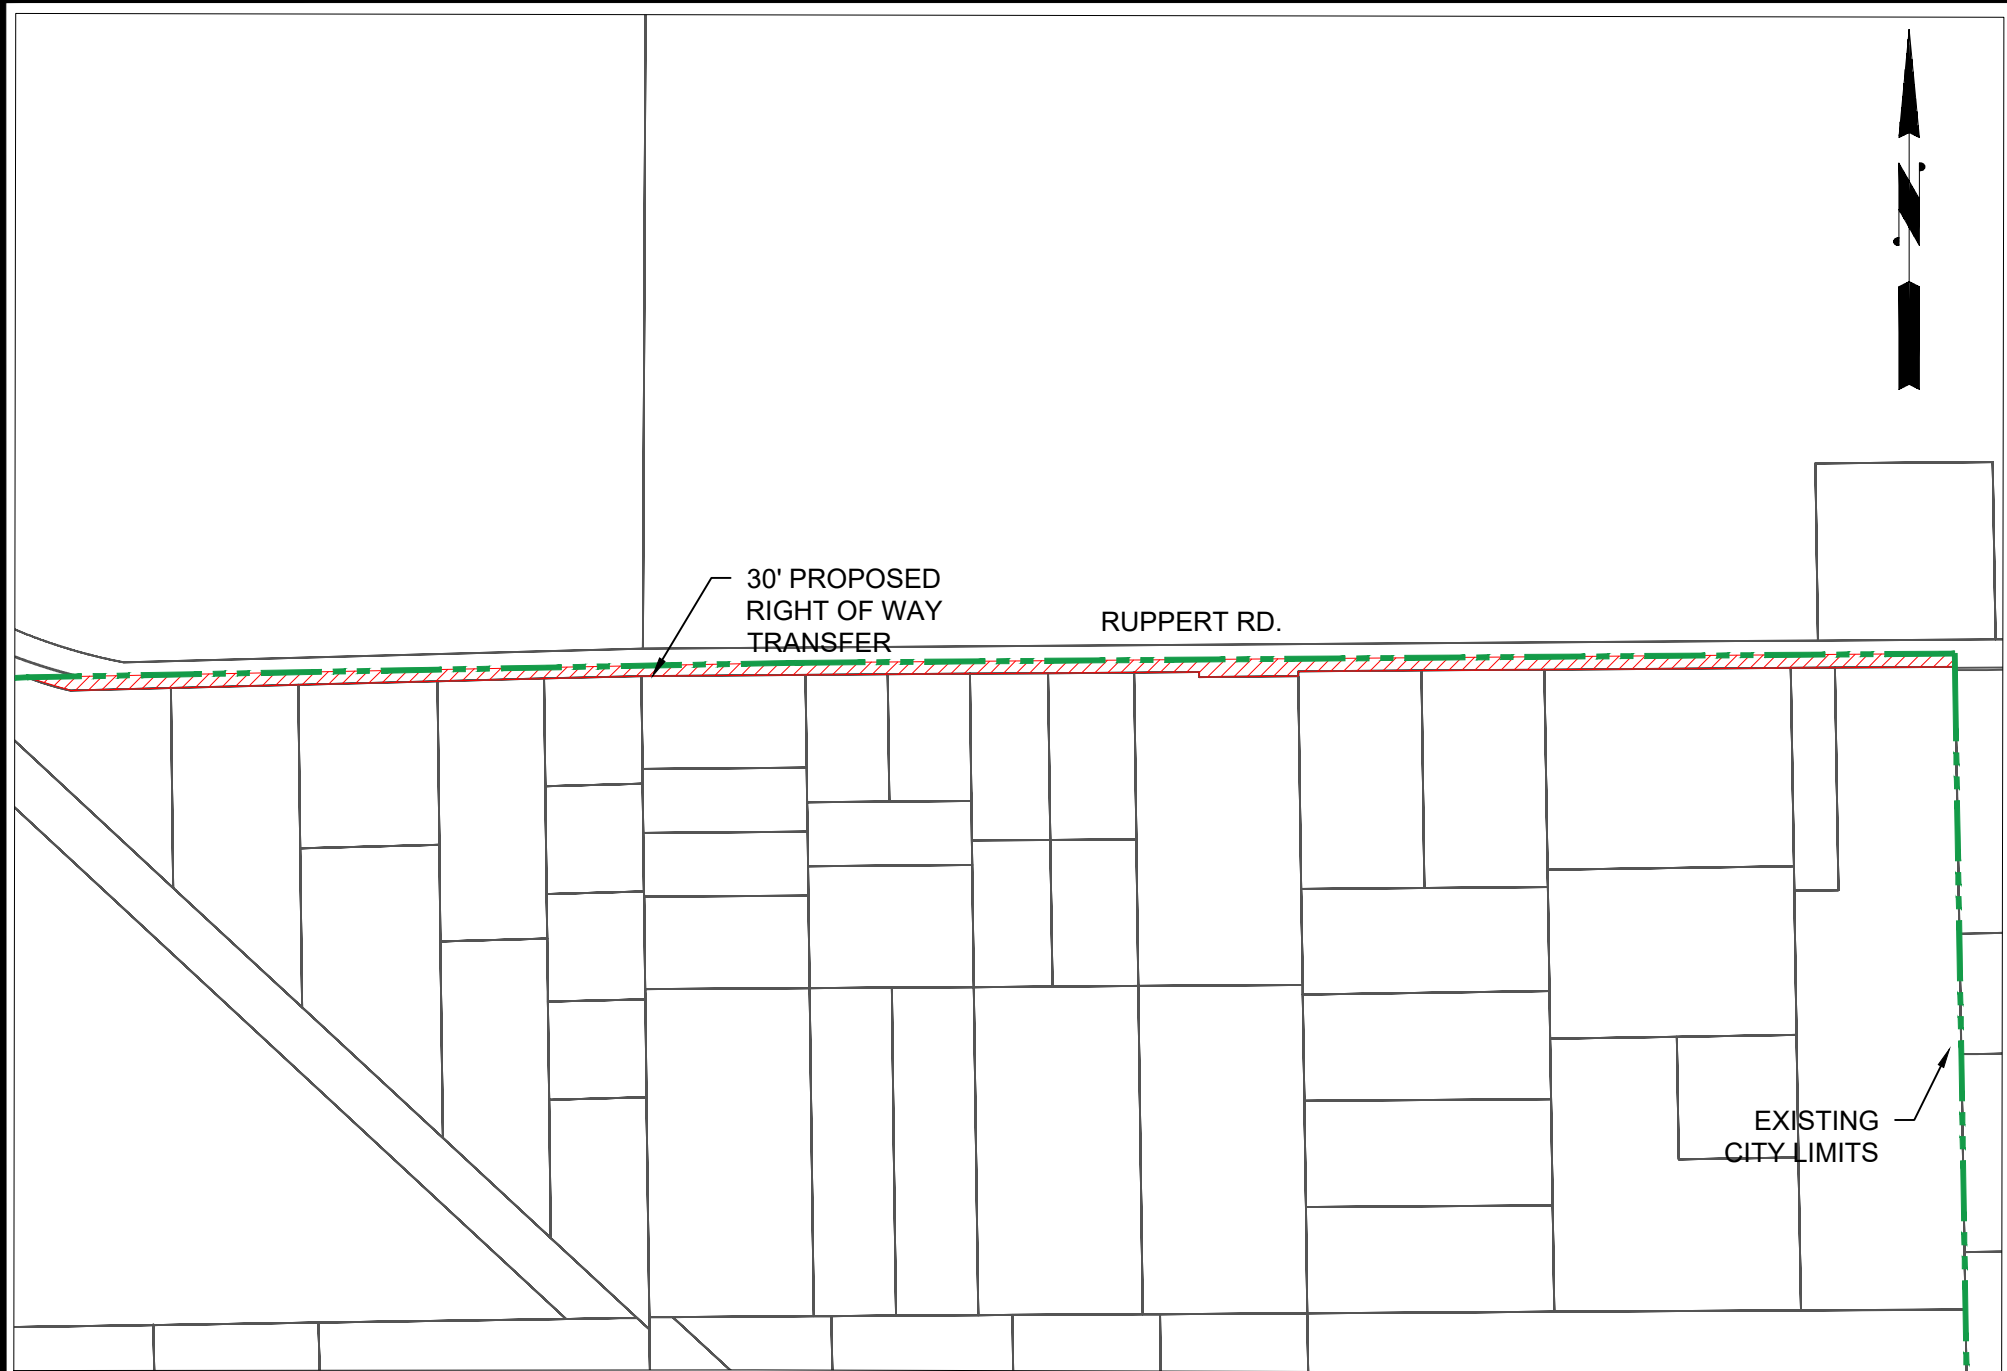 N
30' PROPOSED
RIGHT OF WAY
TRANSFER
RUPPERT RD.
EXISTING
CITY LIMITS